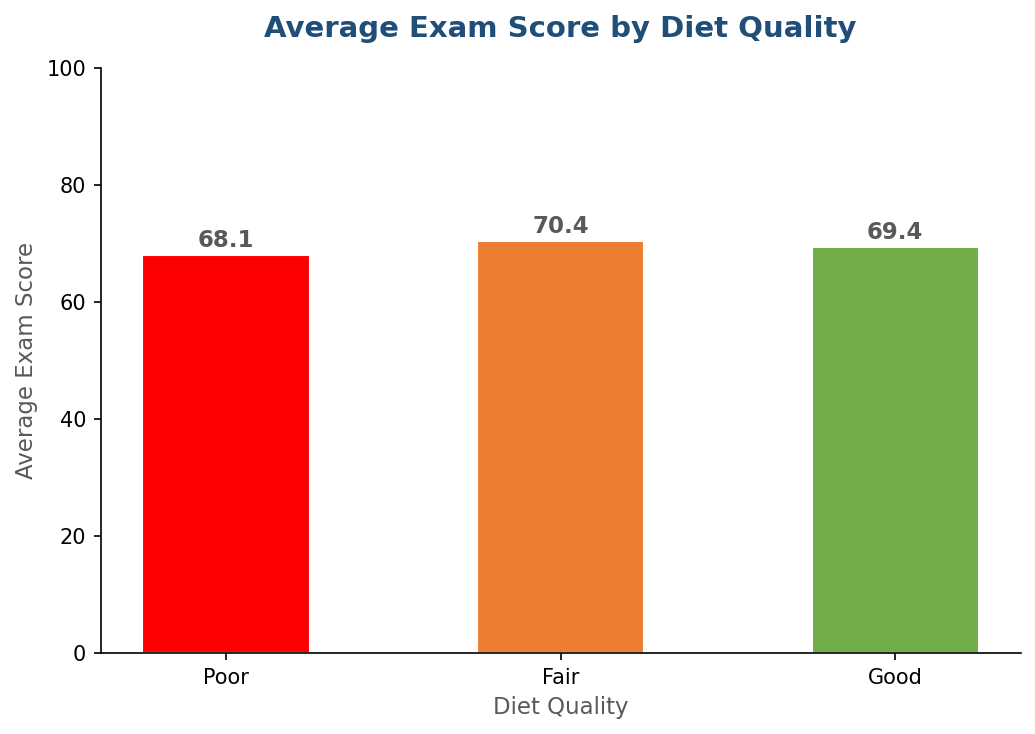 Average Exam Score by Diet Quality
100
80
60
40
20
0
Average Exam Score
68.1
70.4
69.4
Poor
Fair
Good
Diet Quality